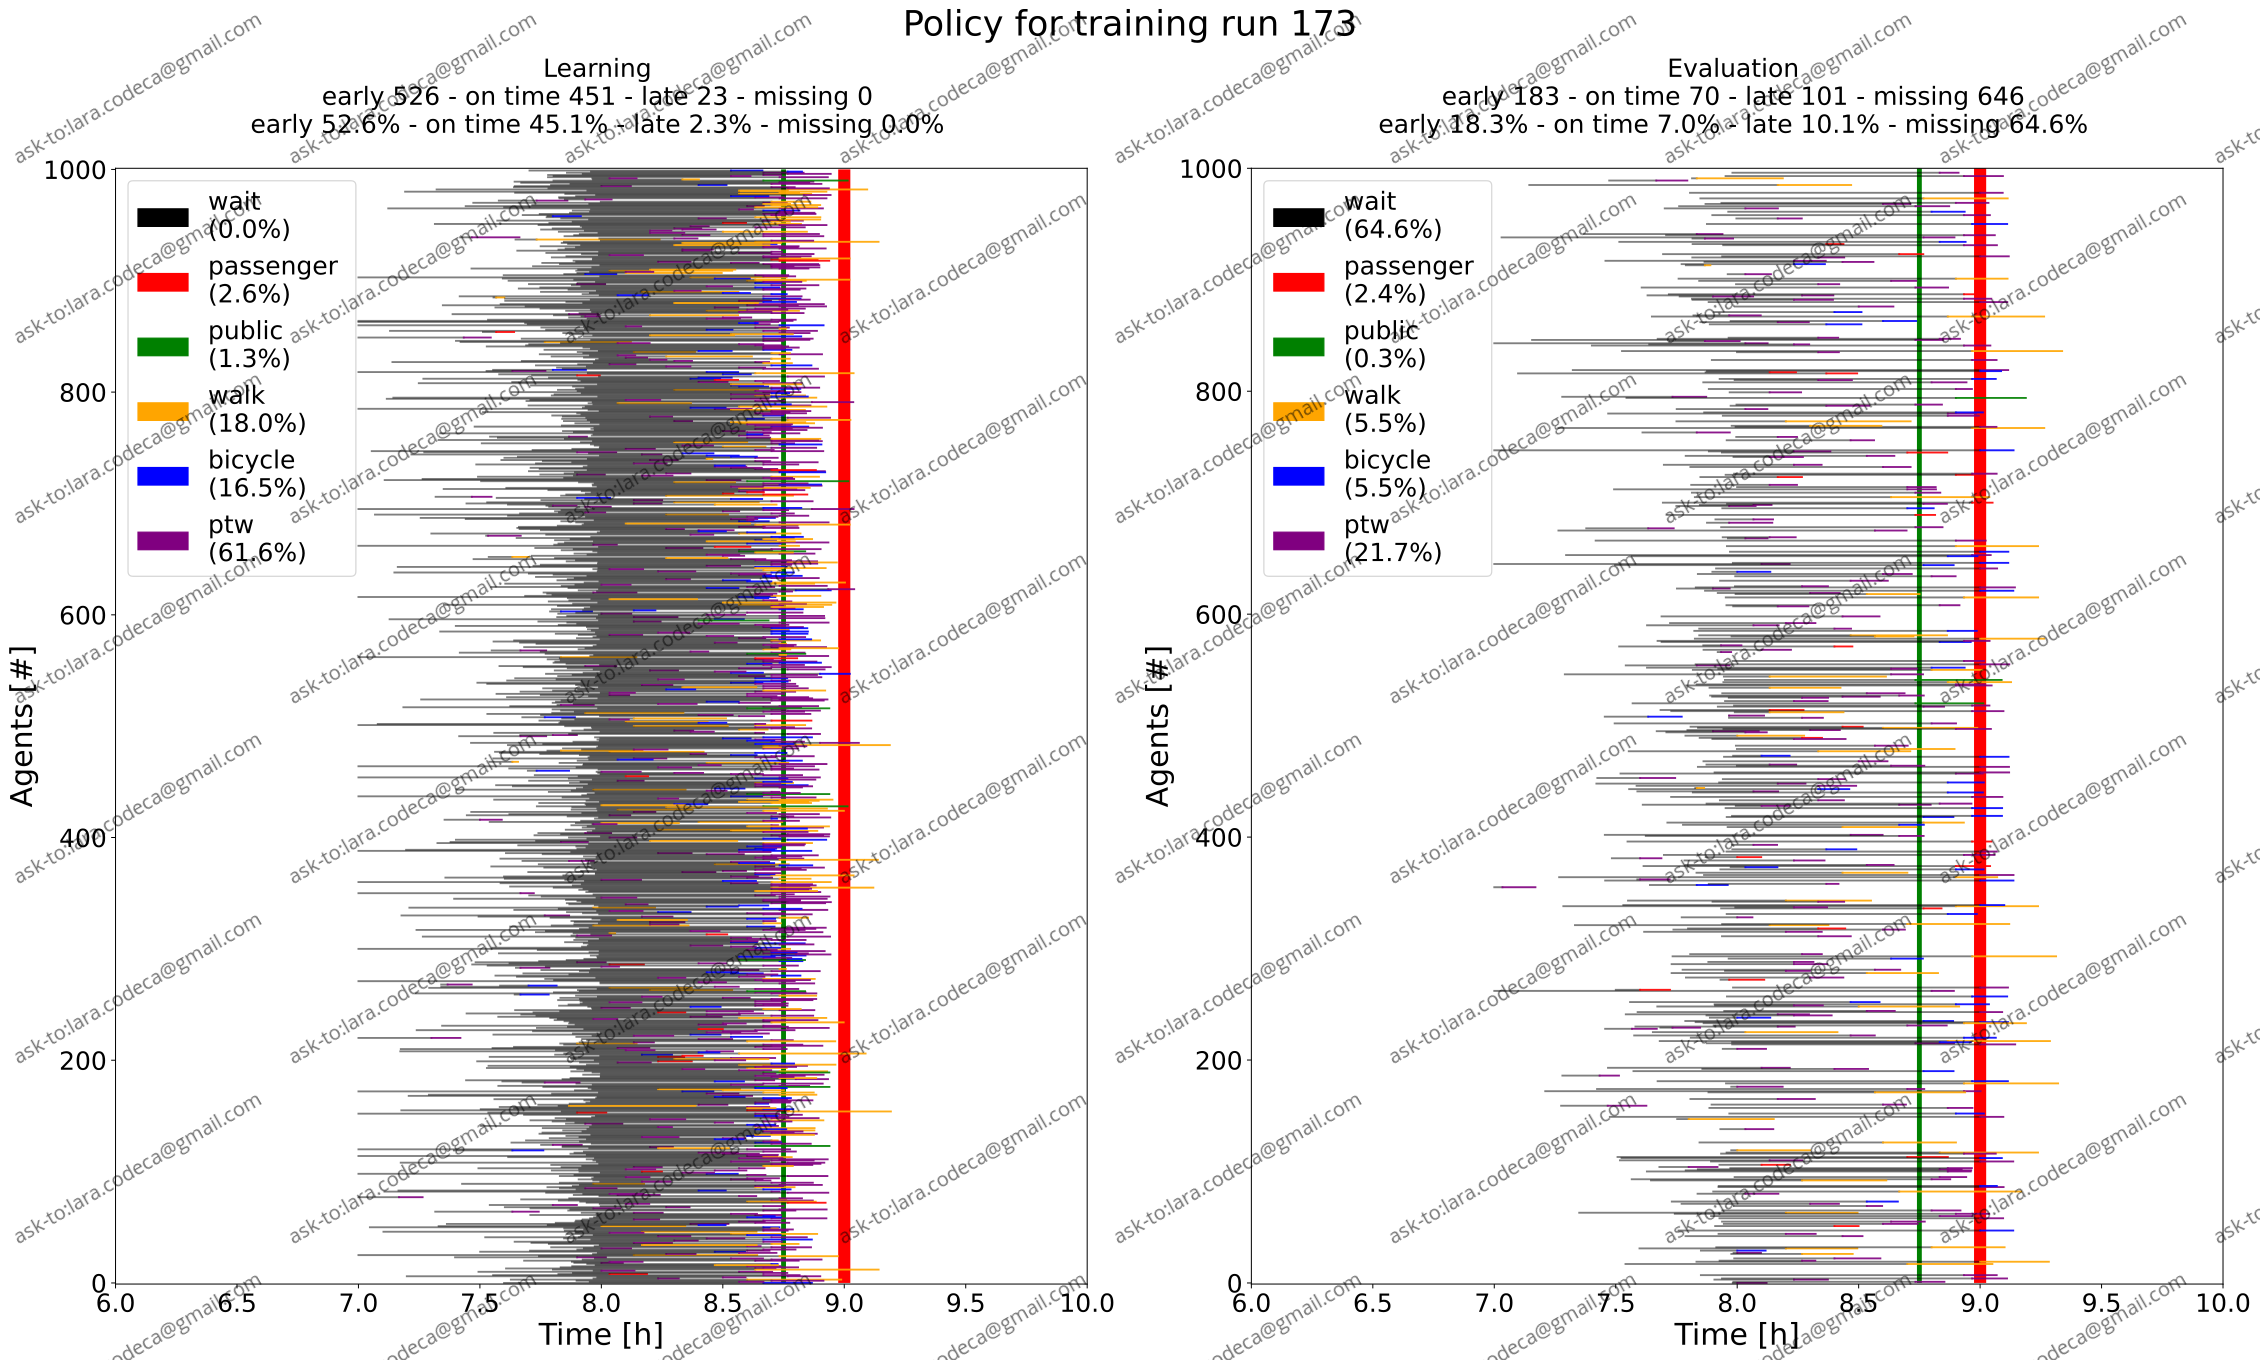 Policy for training run 173
Learning
early 526 - on time 451 - late 23 - missing 0
early 52.6% - on time 45.1% - late 2.3% - missing 0.0%
1000
800
600
400
200
0
Agents [#]
wait
(0.0%)
passenger
(2.6%)
public
(1.3%)
walk
(18.0%)
bicycle
(16.5%)
ptw
(61.6%)
6.0 6.5 7.0 7.5 8.0 8.5 9.0 9.5 10.0
Time [h]
Evaluation
early 183 - on time 70 - late 101 - missing 646
early 18.3% - on time 7.0% - late 10.1% - missing 64.6%
1000
800
600
400
200
0
Agents [#]
wait
(64.6%)
passenger
(2.4%)
public
(0.3%)
walk
(5.5%)
bicycle
(5.5%)
ptw
(21.7%)
6.0 6.5 7.0 7.5 8.0 8.5 9.0 9.5 10.0
Time [h]
ask-to:lara.codeca@gmail.com